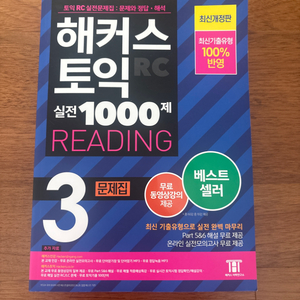 토익 RC 실전문제집 : 문제와 정답·해석
최신개정판
해커스
토익 RC
최신기출유형
100%
반영
실전 1000제
READING
3 문제집
무료
동영상강의
제공
베스트
셀러
최신 기출유형으로 실전 완벽 마무리
Part 5&6 해설 무료 제공
온라인 실전모의고사 무료 제공